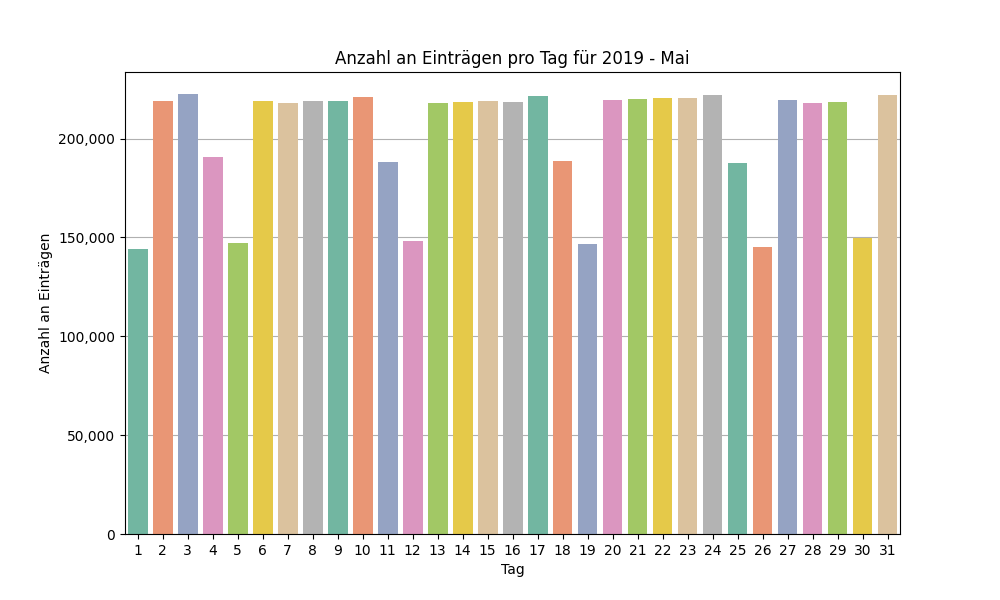 Anzahl an Einträgen pro Tag für 2019 - Mai
Anzahl an Einträgen
200,000
150,000
100,000
50,000
0
1 2 3 4 5 6 7 8 9 10 11 12 13 14 15 16 17 18 19 20 21 22 23 24 25 26 27 28 29 30 31
Tag